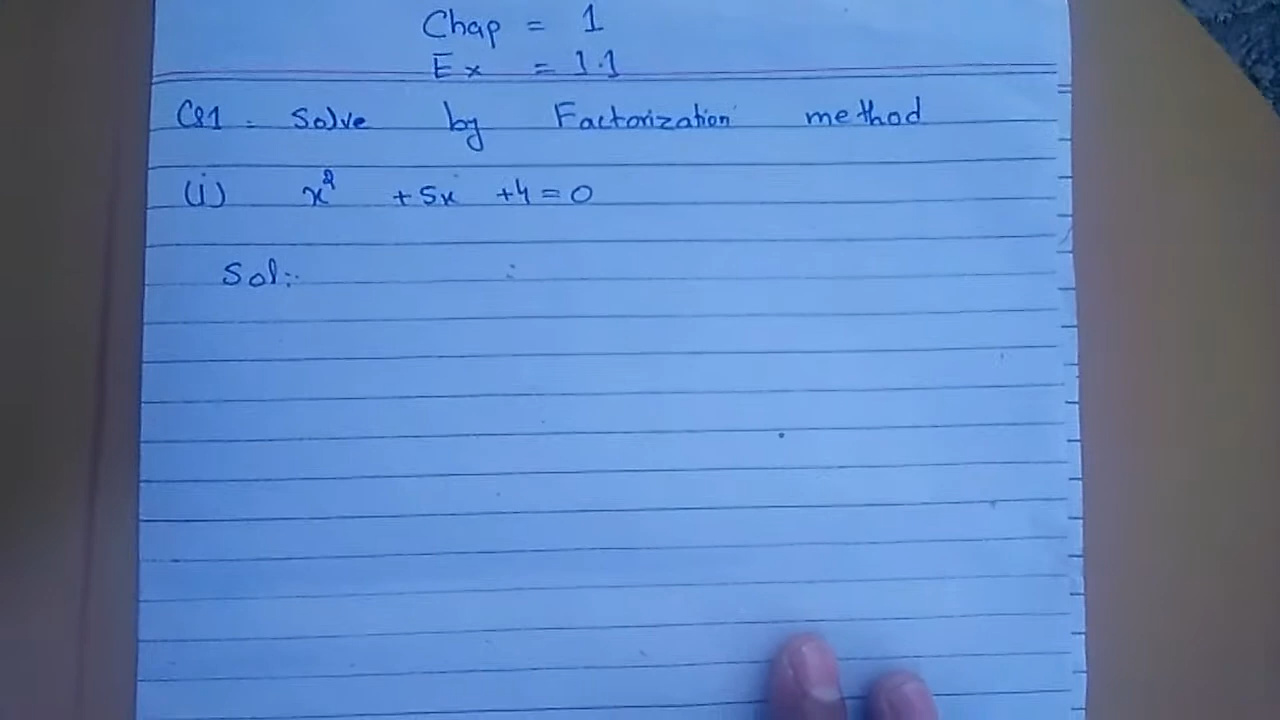 Chap = 1
Ex = 1.1
Q1. Solve by Factorization method
(i) x² + 5x + 4 = 0
Sol:-